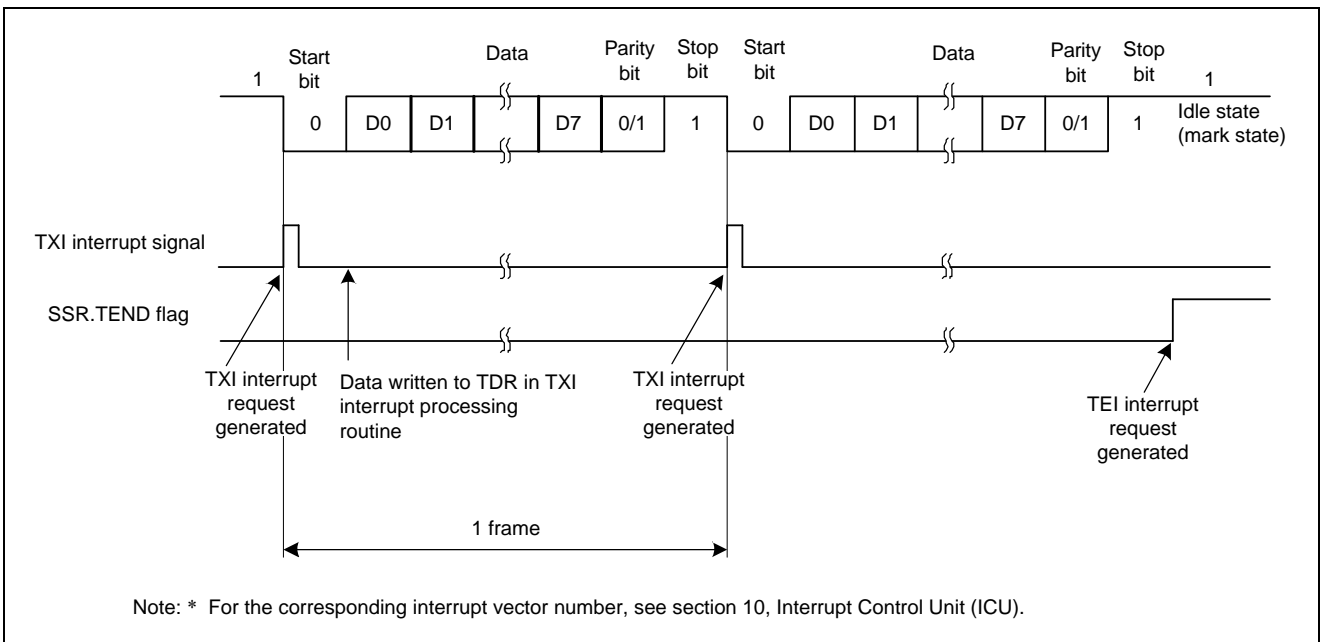 1
Start
bit
Data
Parity
bit
Stop
bit
Start
bit
Data
Parity
bit
Stop
bit
1
0 D0 D1 D7 0/1 1 0 D0 D1 D7 0/1 1
Idle state
(mark state)
TXI interrupt signal
SSR.TEND flag
TXI interrupt
request
generated
Data written to TDR in TXI
interrupt processing
routine
TXI interrupt
request
generated
TEI interrupt
request
generated
1 frame
Note: * For the corresponding interrupt vector number, see section 10, Interrupt Control Unit (ICU).